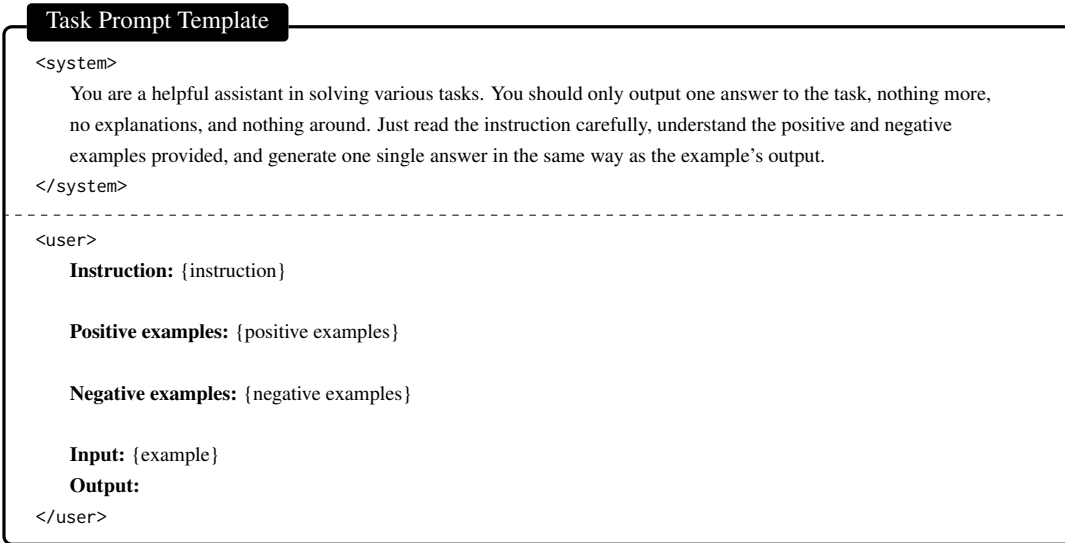 Task Prompt Template
<system>
You are a helpful assistant in solving various tasks. You should only output one answer to the task, nothing more,
no explanations, and nothing around. Just read the instruction carefully, understand the positive and negative
examples provided, and generate one single answer in the same way as the example's output.
</system>
<user>
Instruction: {instruction}
Positive examples: {positive examples}
Negative examples: {negative examples}
Input: {example}
Output:
</user>